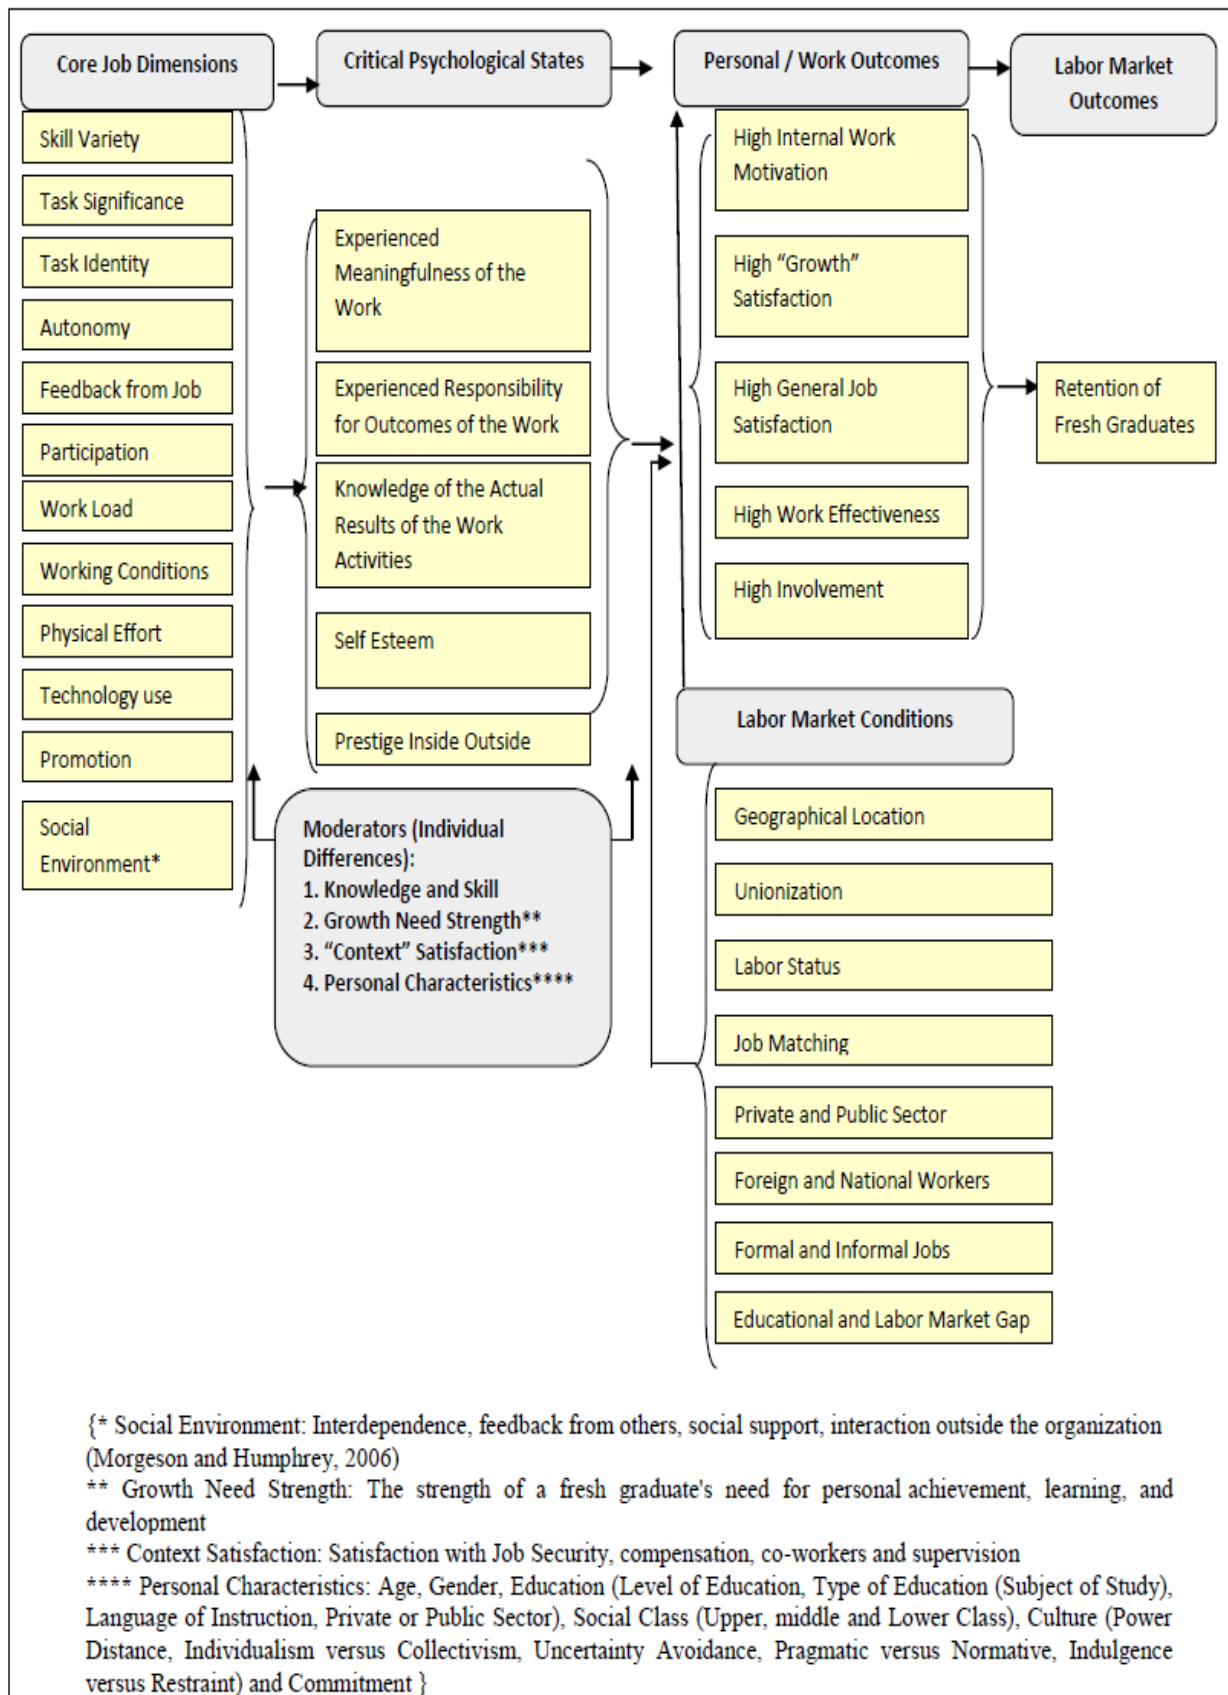 Core Job Dimensions
Critical Psychological States
Personal / Work Outcomes
Labor Market
Outcomes
Skill Variety
Task Significance
Task Identity
Autonomy
Feedback from Job
Participation
Work Load
Working Conditions
Physical Effort
Technology use
Promotion
Social
Environment*
Experienced
Meaningfulness of the
Work
Experienced Responsibility
for Outcomes of the Work
Knowledge of the Actual
Results of the Work
Activities
Self Esteem
Prestige Inside Outside
Moderators (Individual
Differences):
1. Knowledge and Skill
2. Growth Need Strength**
3. “Context” Satisfaction***
4. Personal Characteristics****
High Internal Work
Motivation
High “Growth”
Satisfaction
High General Job
Satisfaction
High Work Effectiveness
High Involvement
Retention of
Fresh Graduates
Labor Market Conditions
Geographical Location
Unionization
Labor Status
Job Matching
Private and Public Sector
Foreign and National Workers
Formal and Informal Jobs
Educational and Labor Market Gap
{* Social Environment: Interdependence, feedback from others, social support, interaction outside the organization
(Morgeson and Humphrey, 2006)
** Growth Need Strength: The strength of a fresh graduate's need for personal achievement, learning, and
development
*** Context Satisfaction: Satisfaction with Job Security, compensation, co-workers and supervision
**** Personal Characteristics: Age, Gender, Education (Level of Education, Type of Education (Subject of Study),
Language of Instruction, Private or Public Sector), Social Class (Upper, middle and Lower Class), Culture (Power
Distance, Individualism versus Collectivism, Uncertainty Avoidance, Pragmatic versus Normative, Indulgence
versus Restraint) and Commitment }